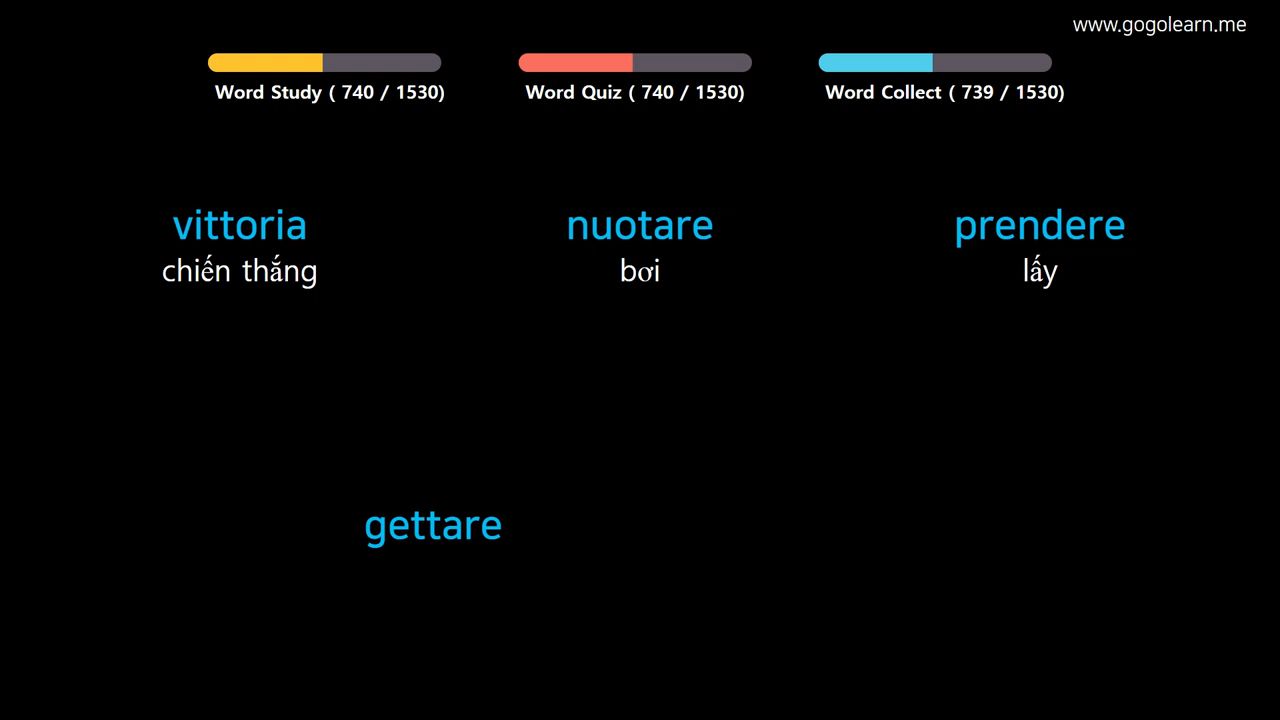 www.gogolearn.me
Word Study ( 740 / 1530)
Word Quiz ( 740 / 1530)
Word Collect ( 739 / 1530)
vittoria
chiến thắng
nuotare
bơi
prendere
lấy
gettare